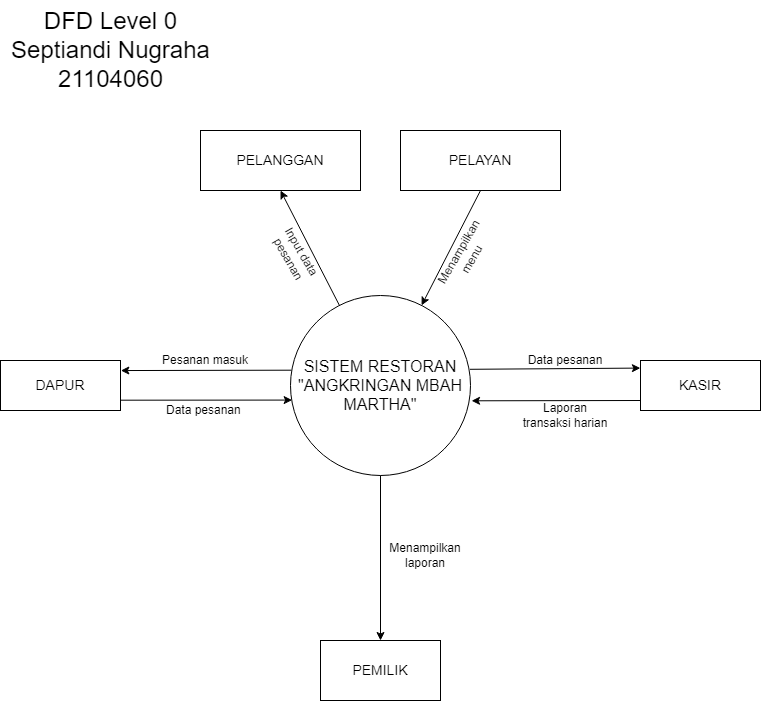 DFD Level 0
Septiandi Nugraha
21104060
PELANGGAN
PELAYAN
Input data
pesanan
Menampilkan
menu
Pesanan masuk
Data pesanan
DAPUR
SISTEM RESTORAN
"ANGKRINGAN MBAH
MARTHA"
Data pesanan
KASIR
Laporan
transaksi harian
Menampilkan
laporan
PEMILIK